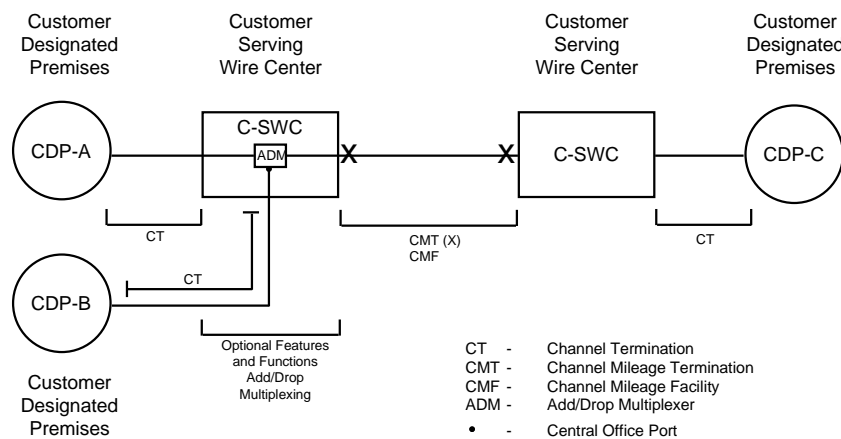 Customer
Designated
Premises
Customer
Serving
Wire Center
Customer
Serving
Wire Center
Customer
Designated
Premises
CDP-A
C-SWC
ADM
X
X
C-SWC
CDP-C
CT
CMT (X)
CMF
CT
CT
CDP-B
Optional Features
and Functions
Add/Drop
Multiplexing
Customer
Designated
Premises
CT - Channel Termination
CMT - Channel Mileage Termination
CMF - Channel Mileage Facility
ADM - Add/Drop Multiplexer
• - Central Office Port